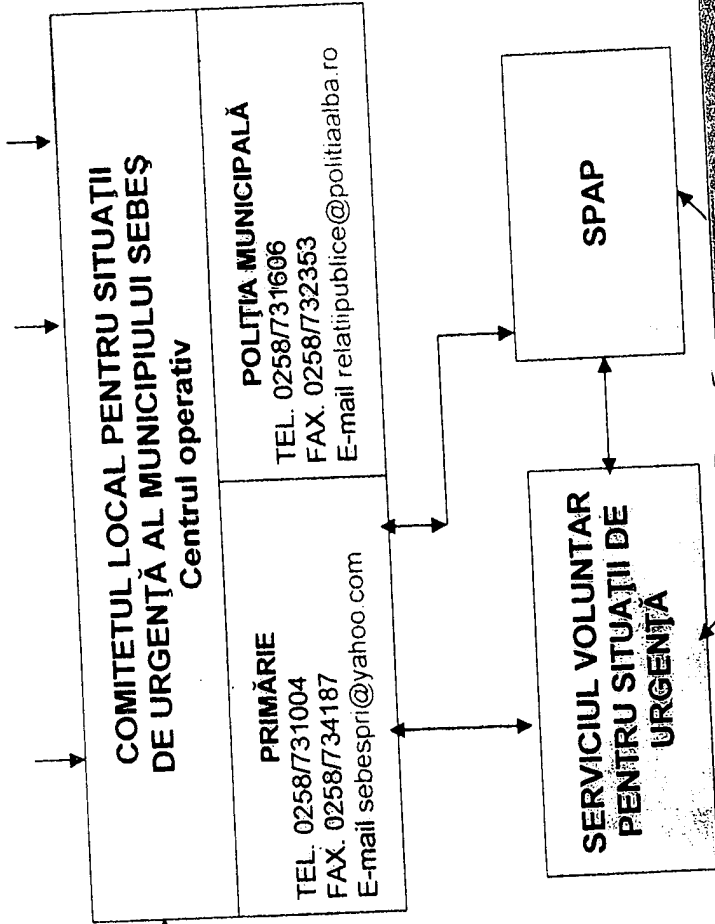 COMITETUL LOCAL PENTRU SITUAŢII
DE URGENŢĂ AL MUNICIPIULUI SEBEŞ
Centrul operativ
PRIMĂRIE
TEL. 0258/731004
FAX. 0258/734187
E-mail sebespri@yahoo.com
POLIŢIA MUNICIPALĂ
TEL. 0258/731606
FAX. 0258/732353
E-mail relatiipublice@politiaalba.ro
SERVICIUL VOLUNTAR
PENTRU SITUAŢII DE
URGENŢĂ
SPAP